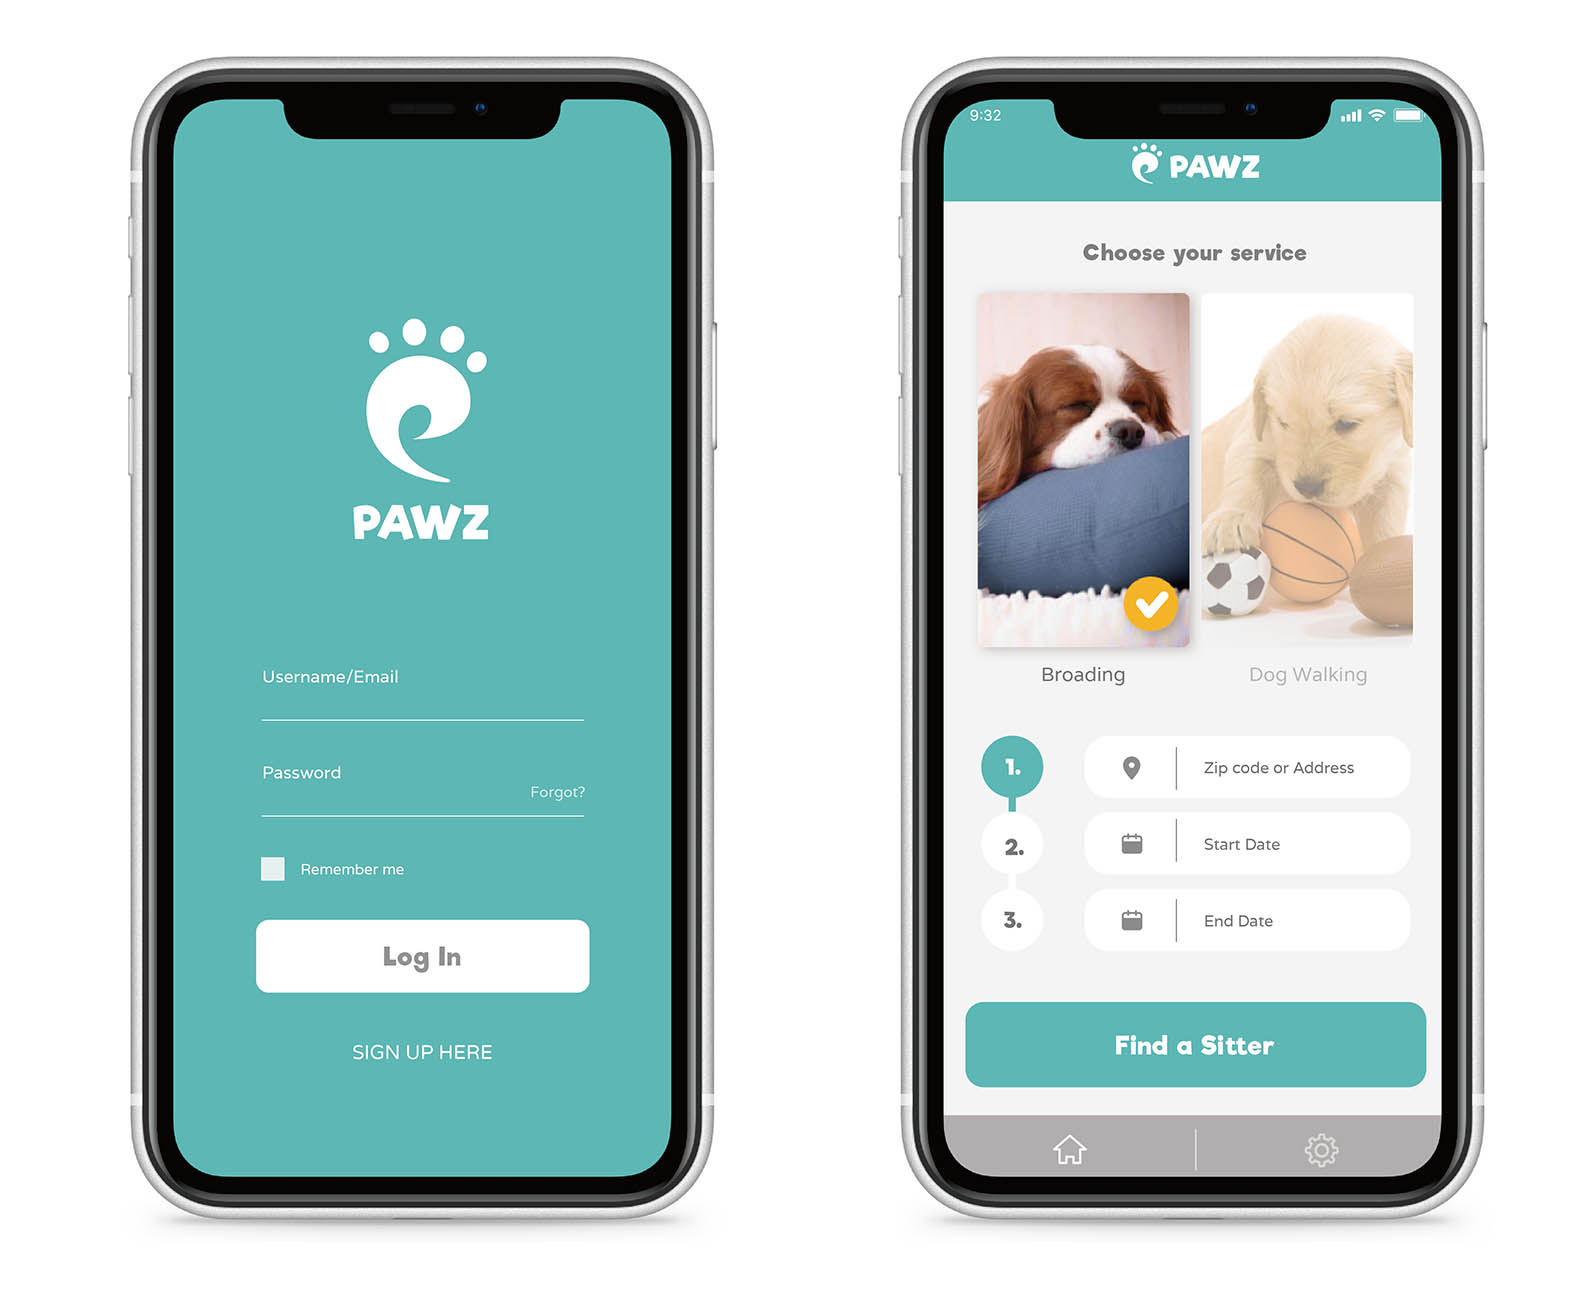 PAWZ
Username/Email
Password
Forgot?
Remember me
Log In
SIGN UP HERE
9:32
PAWZ
Choose your service
Broading
Dog Walking
1.
Zip code or Address
2.
Start Date
3.
End Date
Find a Sitter